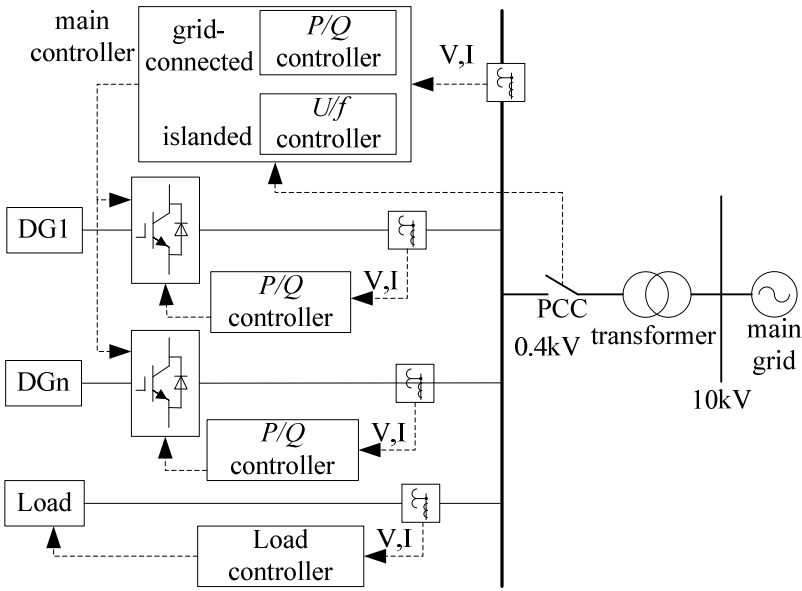 main
controller
grid-
connected
P/Q
controller
islanded
U/f
controller
V,I
DG1
V,I
P/Q
controller
PCC
0.4kV
transformer
main
grid
10kV
DGn
V,I
P/Q
controller
Load
V,I
Load
controller